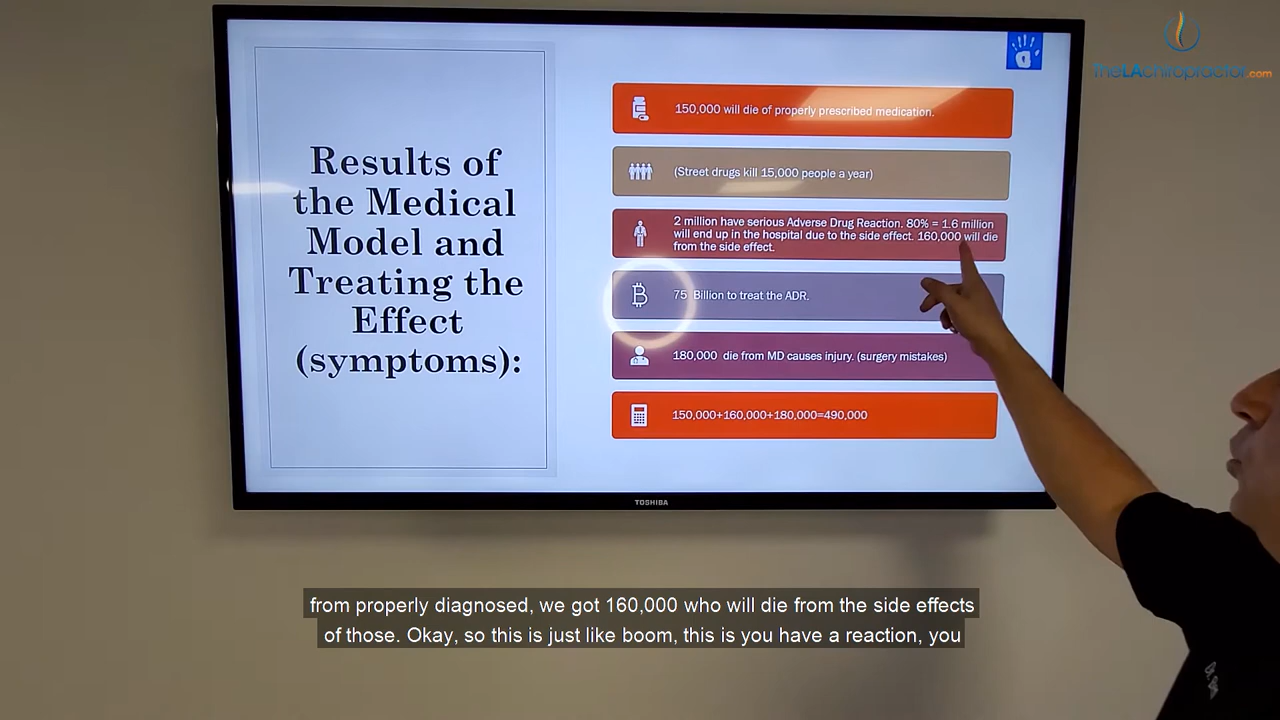 TheLAchiropractor.com
Results of
the Medical
Model and
Treating the
Effect
(symptoms):
150,000 will die of properly prescribed medication.
(Street drugs kill 15,000 people a year)
2 million have serious Adverse Drug Reaction. 80% = 1.6 million
will end up in the hospital due to the side effect. 160,000 will die
from the side effect.
75 Billion to treat the ADR.
180,000 die from MD causes injury. (surgery mistakes)
150,000+160,000+180,000=490,000
TOSHIBA
from properly diagnosed, we got 160,000 who will die from the side effects
of those. Okay, so this is just like boom, this is you have a reaction, you